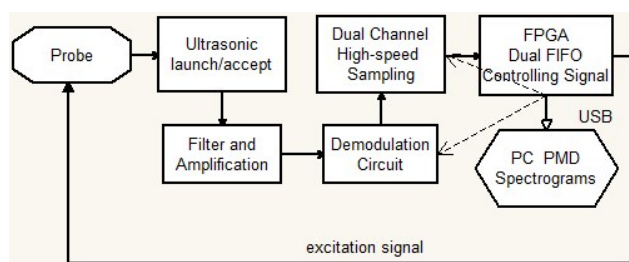 Probe
Ultrasonic
launch/accept
Dual Channel
High-speed
Sampling
FPGA
Dual FIFO
Controlling Signal
USB
Filter and
Amplification
Demodulation
Circuit
PC PMD
Spectrograms
excitation signal